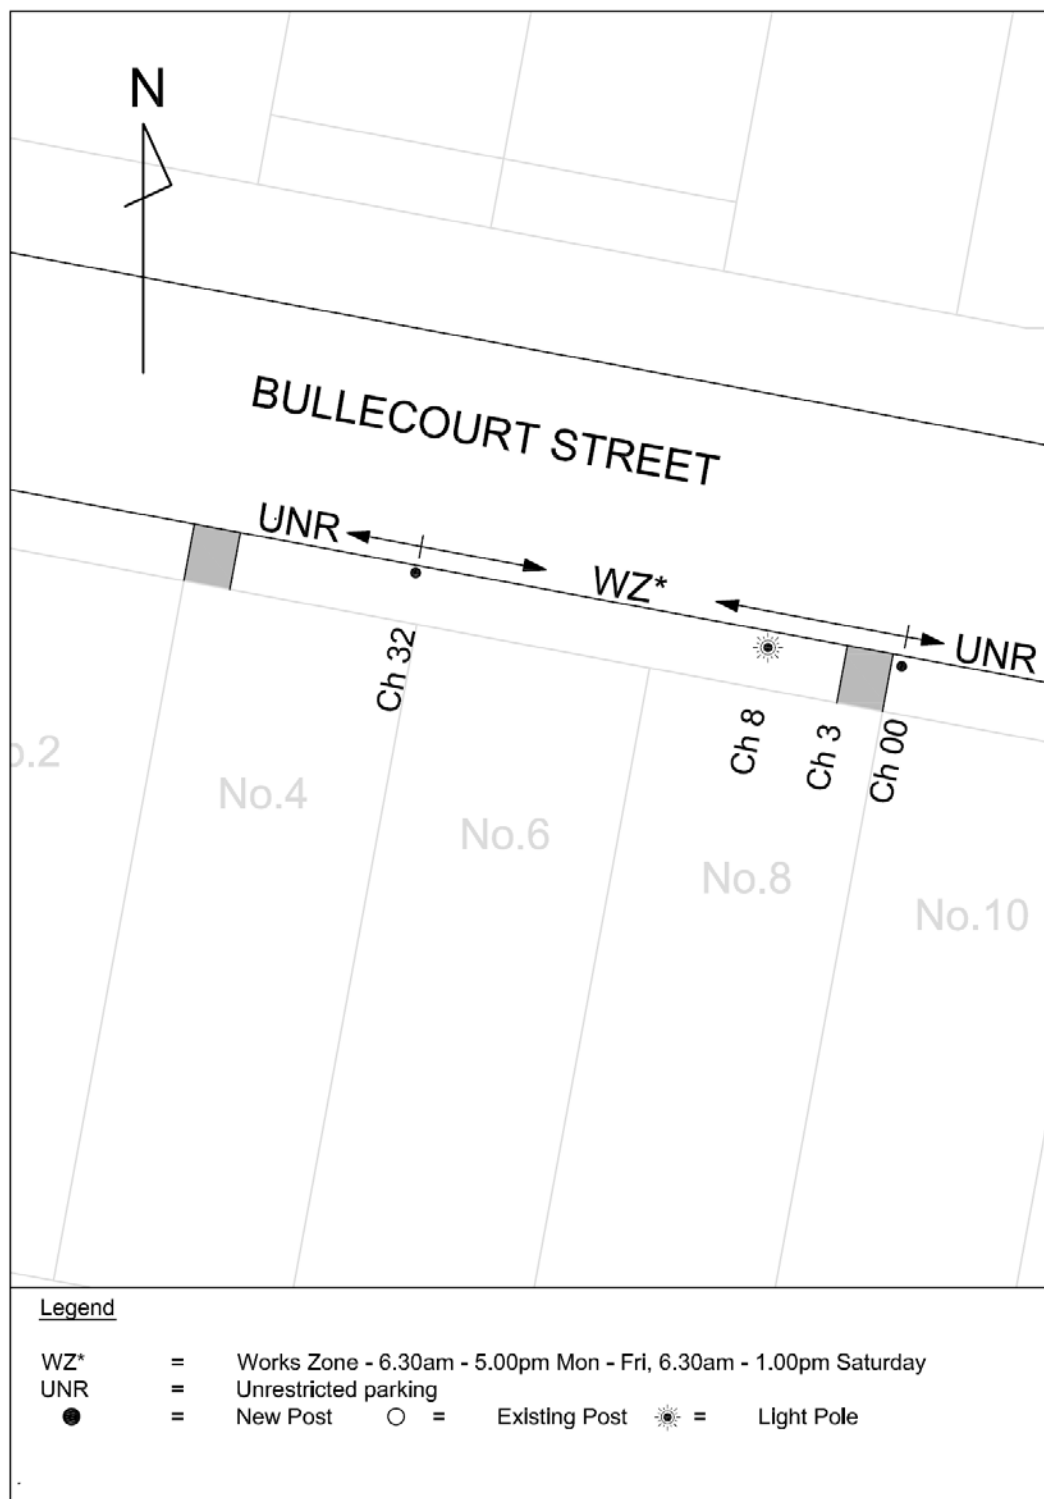 N
BULLECOURT STREET
UNR
WZ*
UNR
Ch 32
Ch 8
Ch 3
Ch 00
.2
No.4
No.6
No.8
No.10
Legend
WZ* = Works Zone - 6.30am - 5.00pm Mon - Fri, 6.30am - 1.00pm Saturday
UNR = Unrestricted parking
= New Post = Existing Post = Light Pole